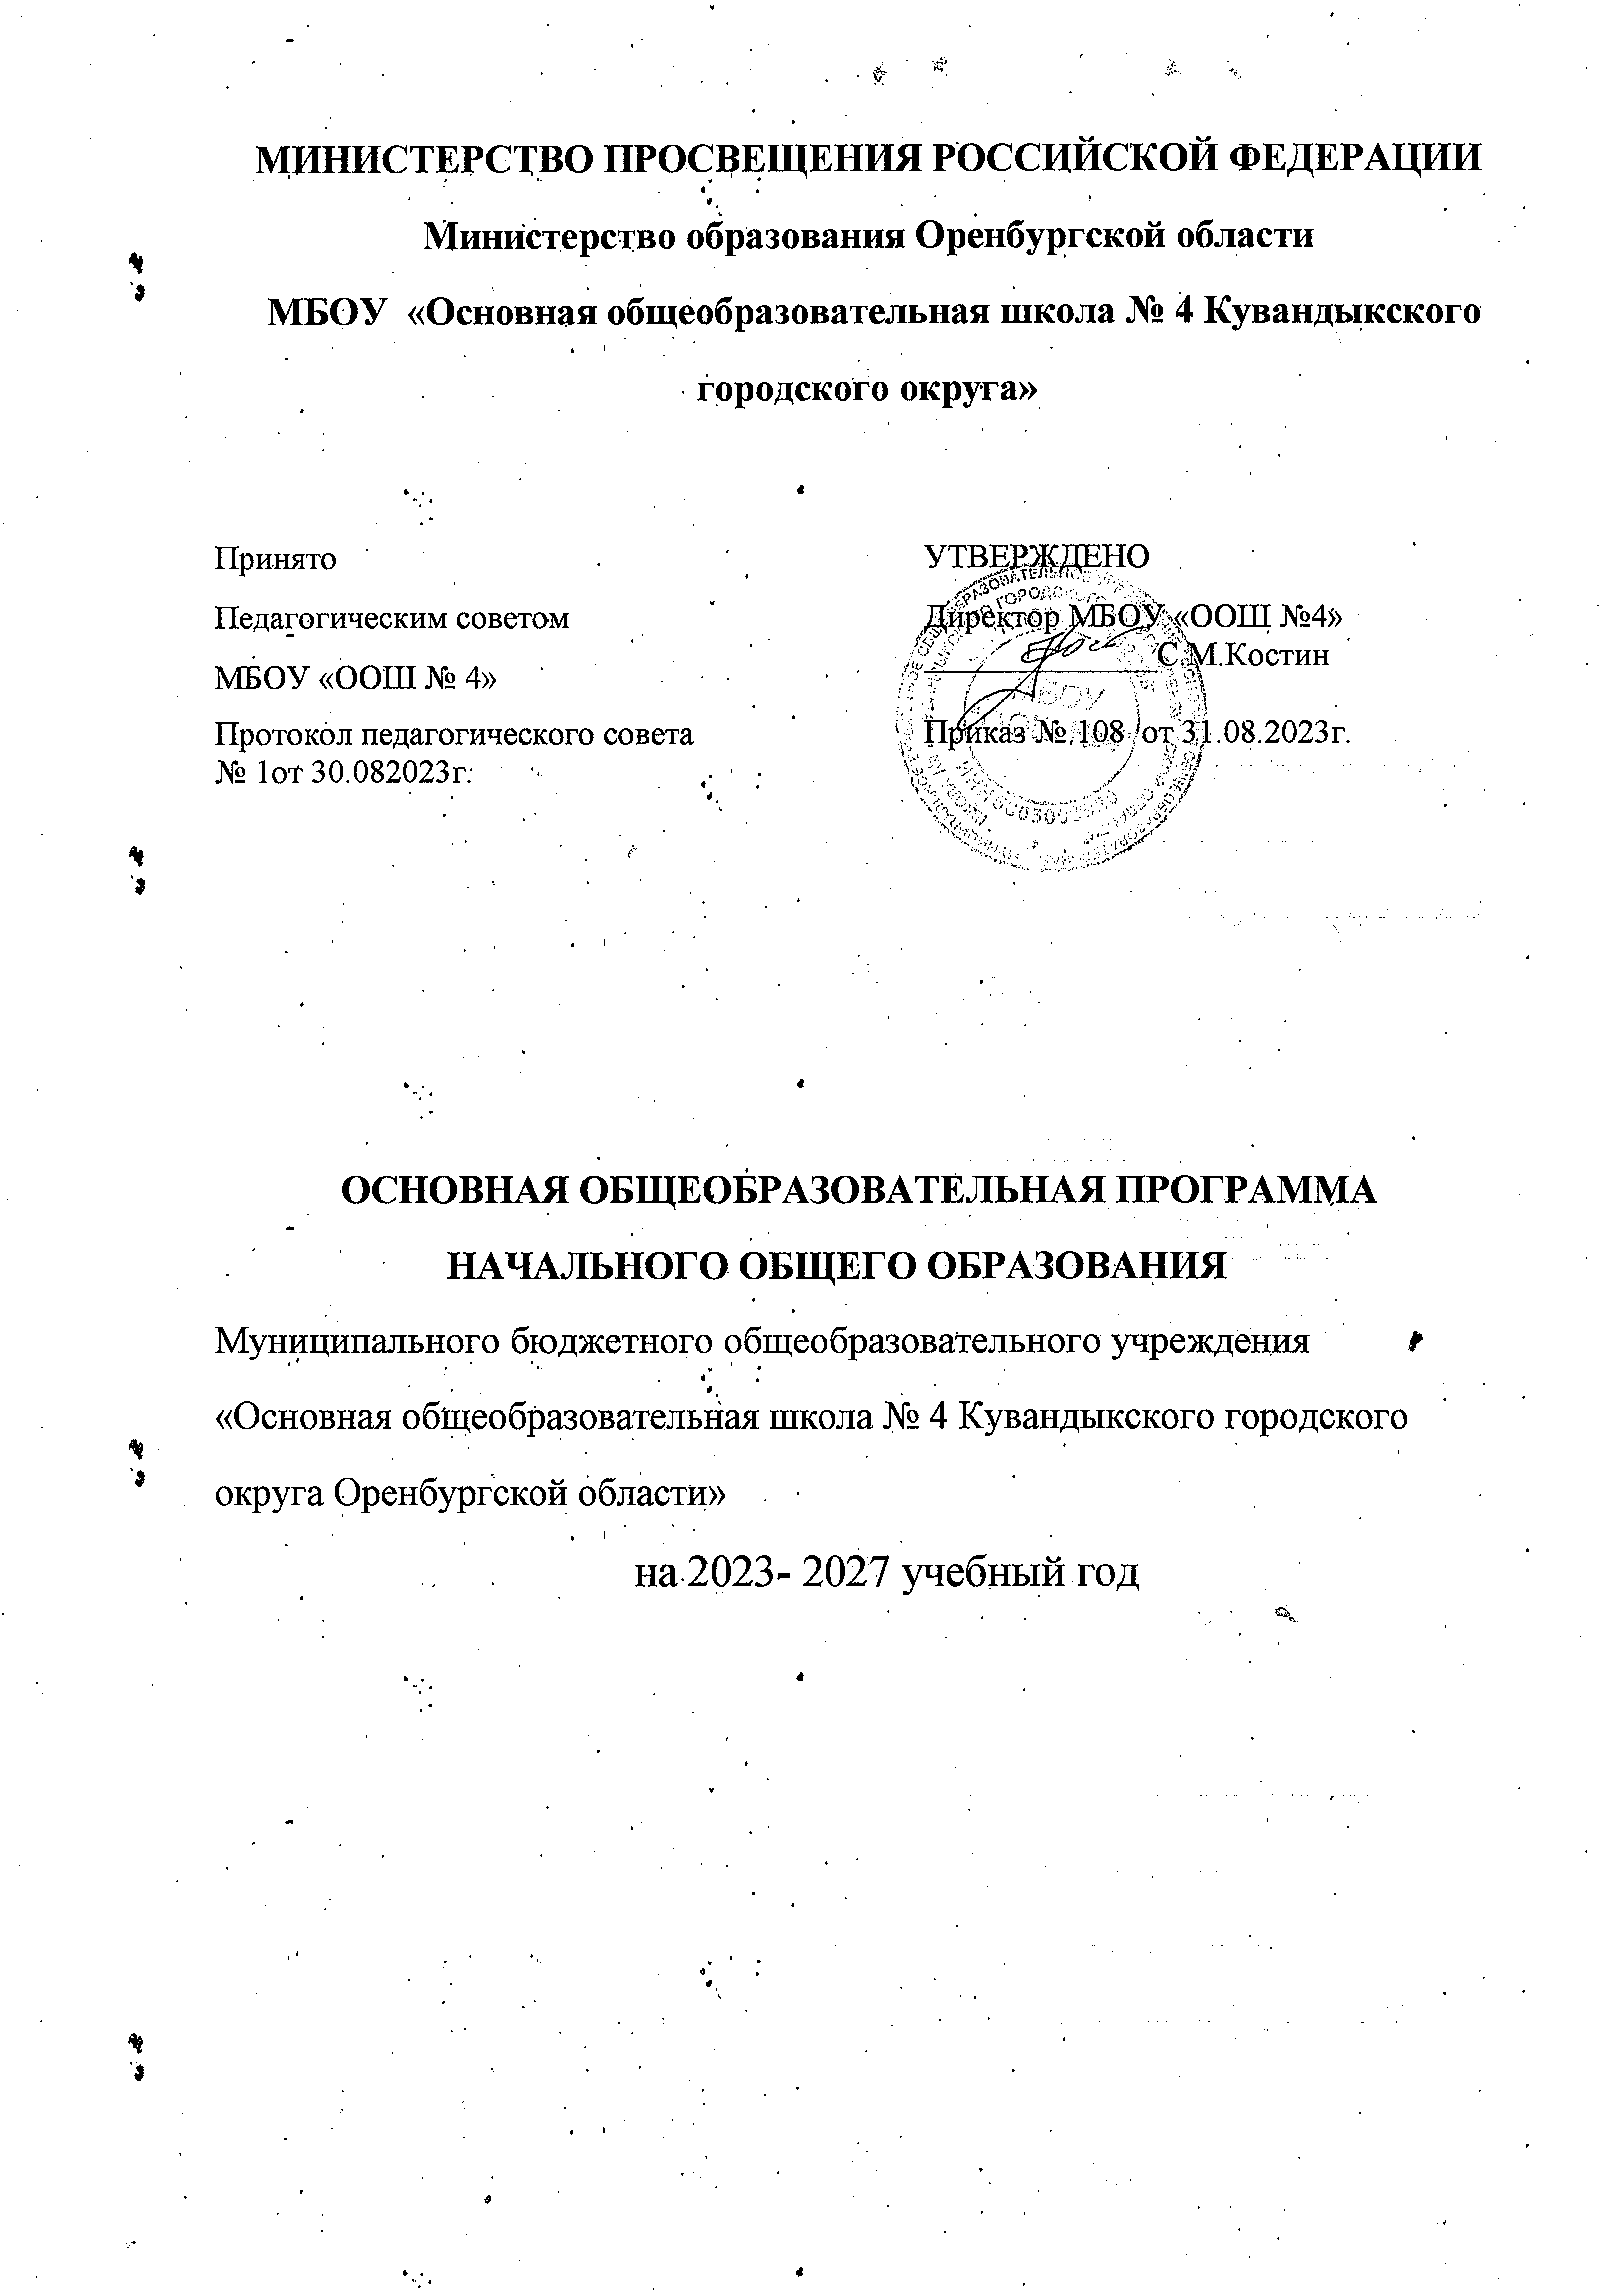 МИНИСТЕРСТВО ПРОСВЕЩЕНИЯ РОССИЙСКОЙ ФЕДЕРАЦИИ
Министерство образования Оренбургской области
МБОУ «Основная общеобразовательная школа № 4 Кувандыкского
городского округа»
Принято
Педагогическим советом
МБОУ «ООШ № 4»
Протокол педагогического совета
№ 1от 30.082023г.
УТВЕРЖДЕНО
Директор МБОУ «ООШ №4»
С.М.Костин
Приказ № 108 от 31.08.2023г.
МБОУ
ОСНОВНАЯ ОБЩЕОБРАЗОВАТЕЛЬНАЯ ПРОГРАММА
НАЧАЛЬНОГО ОБЩЕГО ОБРАЗОВАНИЯ
Муниципального бюджетного общеобразовательного учреждения
«Основная общеобразовательная школа № 4 Кувандыкского городского
округа Оренбургской области»
на 2023- 2027 учебный год